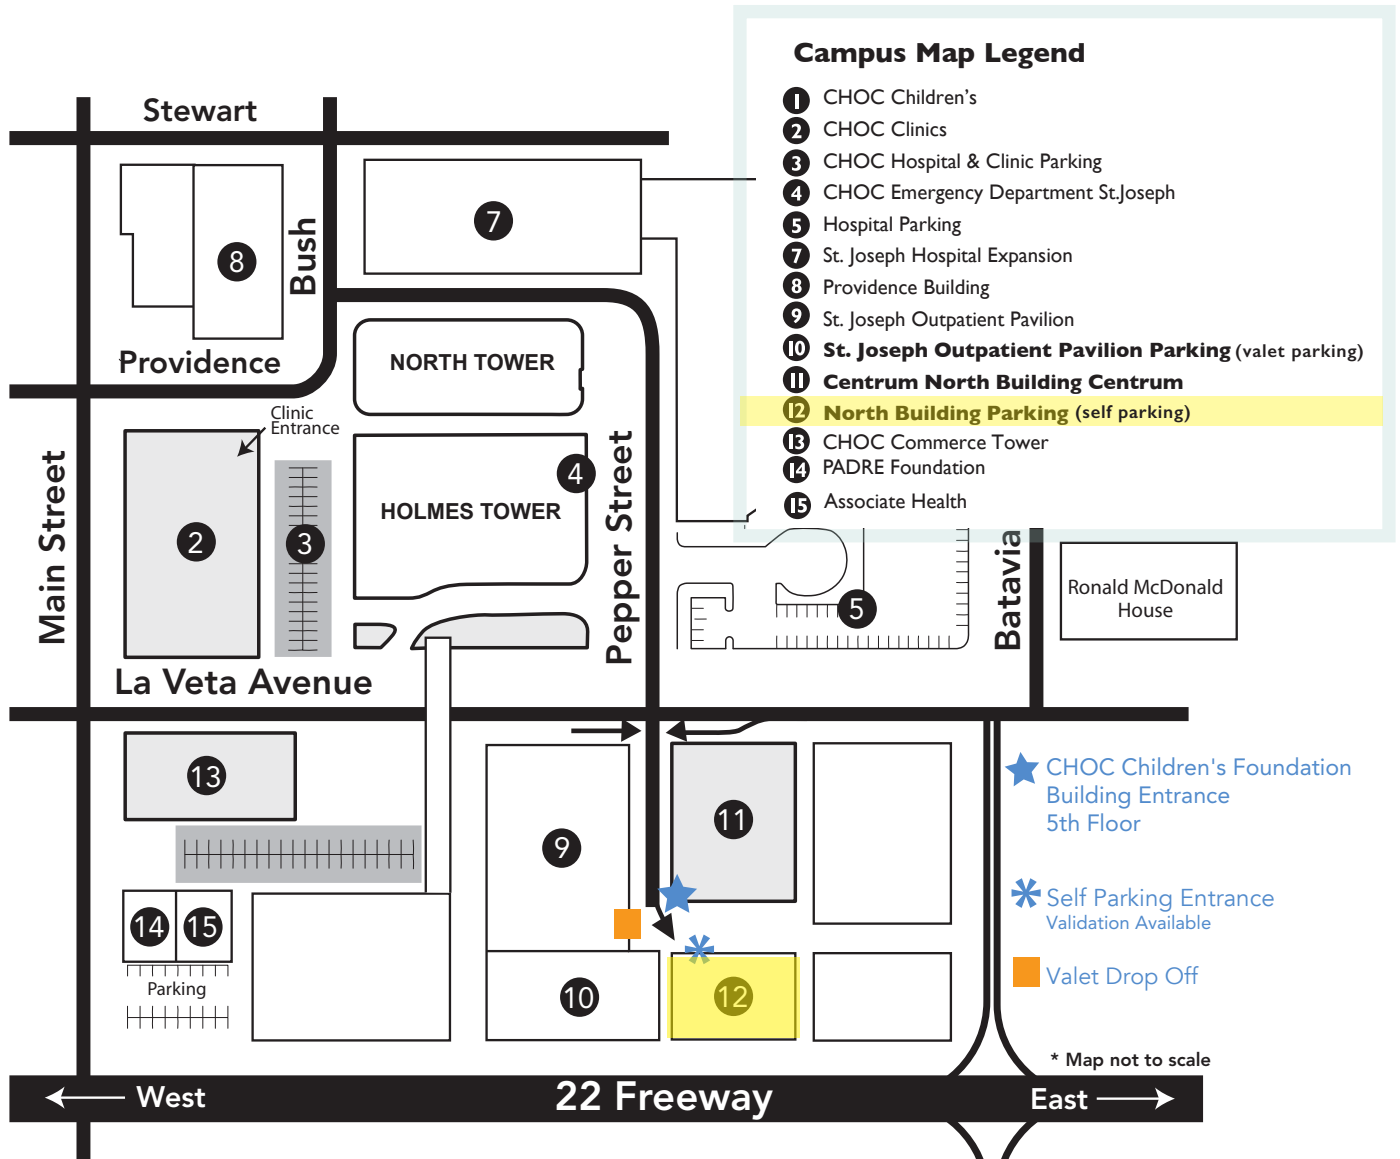 Campus Map Legend
1 CHOC Children's
2 CHOC Clinics
3 CHOC Hospital & Clinic Parking
4 CHOC Emergency Department St.Joseph
5 Hospital Parking
7 St. Joseph Hospital Expansion
8 Providence Building
9 St. Joseph Outpatient Pavilion
10 St. Joseph Outpatient Pavilion Parking (valet parking)
11 Centrum North Building Centrum
12 North Building Parking (self parking)
13 CHOC Commerce Tower
14 PADRE Foundation
15 Associate Health
Stewart
Bush
7
8
Providence
NORTH TOWER
Clinic
Entrance
Main Street
2
3
4
HOLMES TOWER
Pepper Street
5
Batavia
Ronald McDonald
House
La Veta Avenue
13
9
11
CHOC Children's Foundation
Building Entrance
5th Floor
14
15
Self Parking Entrance
Validation Available
Parking
10
12
Valet Drop Off
* Map not to scale
West
22 Freeway
East